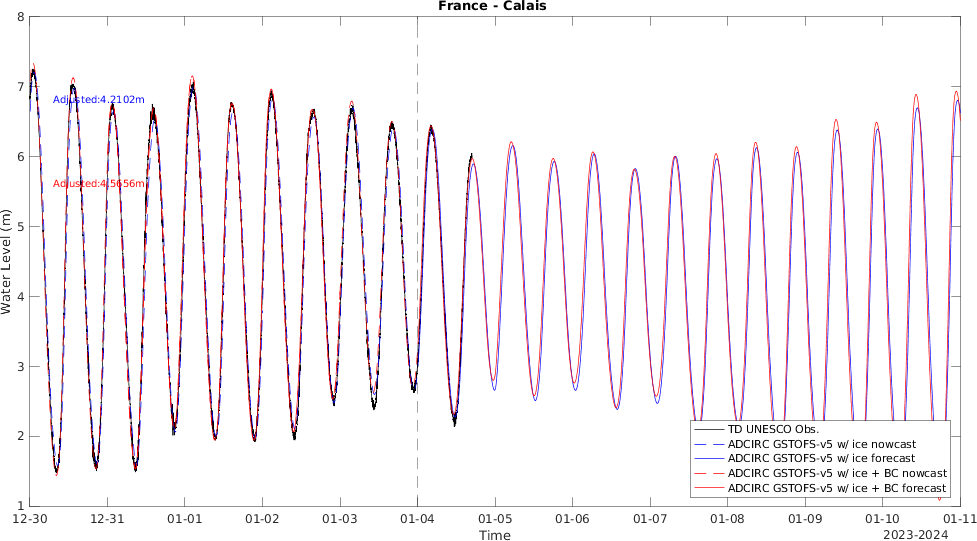 France - Calais
8
7
6
5
4
3
2
1
Water Level (m)
Adjusted:4.2102m
Adjusted:4.5656m
TD UNESCO Obs.
ADCIRC GSTOFS-v5 w/ ice nowcast
ADCIRC GSTOFS-v5 w/ ice forecast
ADCIRC GSTOFS-v5 w/ ice + BC nowcast
ADCIRC GSTOFS-v5 w/ ice + BC forecast
12-30 12-31 01-01 01-02 01-03 01-04 01-05 01-06 01-07 01-08 01-09 01-10 01-11
Time
2023-2024